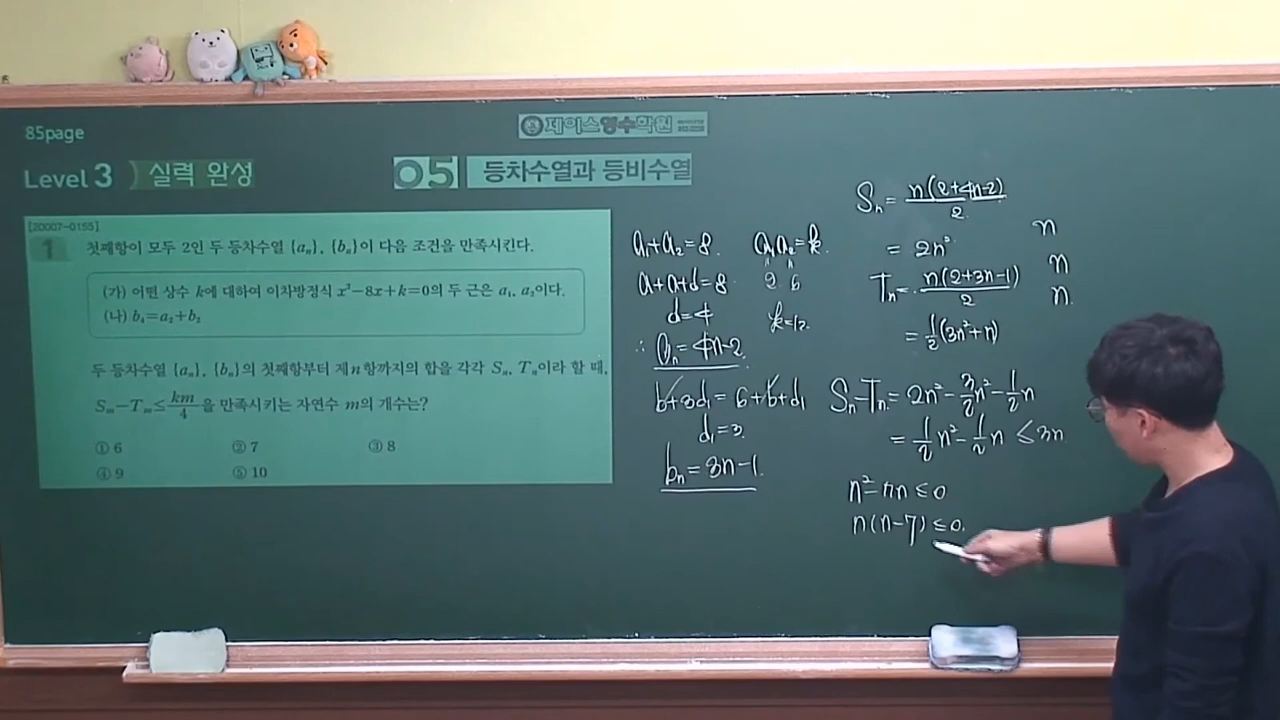 85page
제이스영수학원
Level 3 실력 완성
05 등차수열과 등비수열
[20007-0155]
1 첫째항이 모두 2인 두 등차수열 {aₙ}, {bₙ}이 다음 조건을 만족시킨다.
(가) 어떤 상수 k에 대하여 이차방정식 x²-8x+k=0의 두 근은 a₁, a₂이다.
(나) b₄=a₂+b₂
두 등차수열 {aₙ}, {bₙ}의 첫째항부터 제n항까지의 합을 각각 Sₙ, Tₙ이라 할 때,
Sₘ-Tₘ≤km/4을 만족시키는 자연수 m의 개수는?
① 6 ② 7 ③ 8
④ 9 ⑤ 10
a₁+a₂=8. a₁a₂=k.
a+a+d=8 2 6
d=4 k=12.
∴ aₙ=4n-2
b+3d₁=6+b+d₁
d₁=3
bₙ=3n-1.
Sₙ=n(2+4n-2)/2
=2n² n
Tₙ=n(2+3n-1)/2 n
n
=1/2(3n²+n)
Sₙ-Tₙ=2n²-3/2n²-1/2n
=1/2n²-1/2n≤3n
n²-7n≤0
n(n-7)≤0.